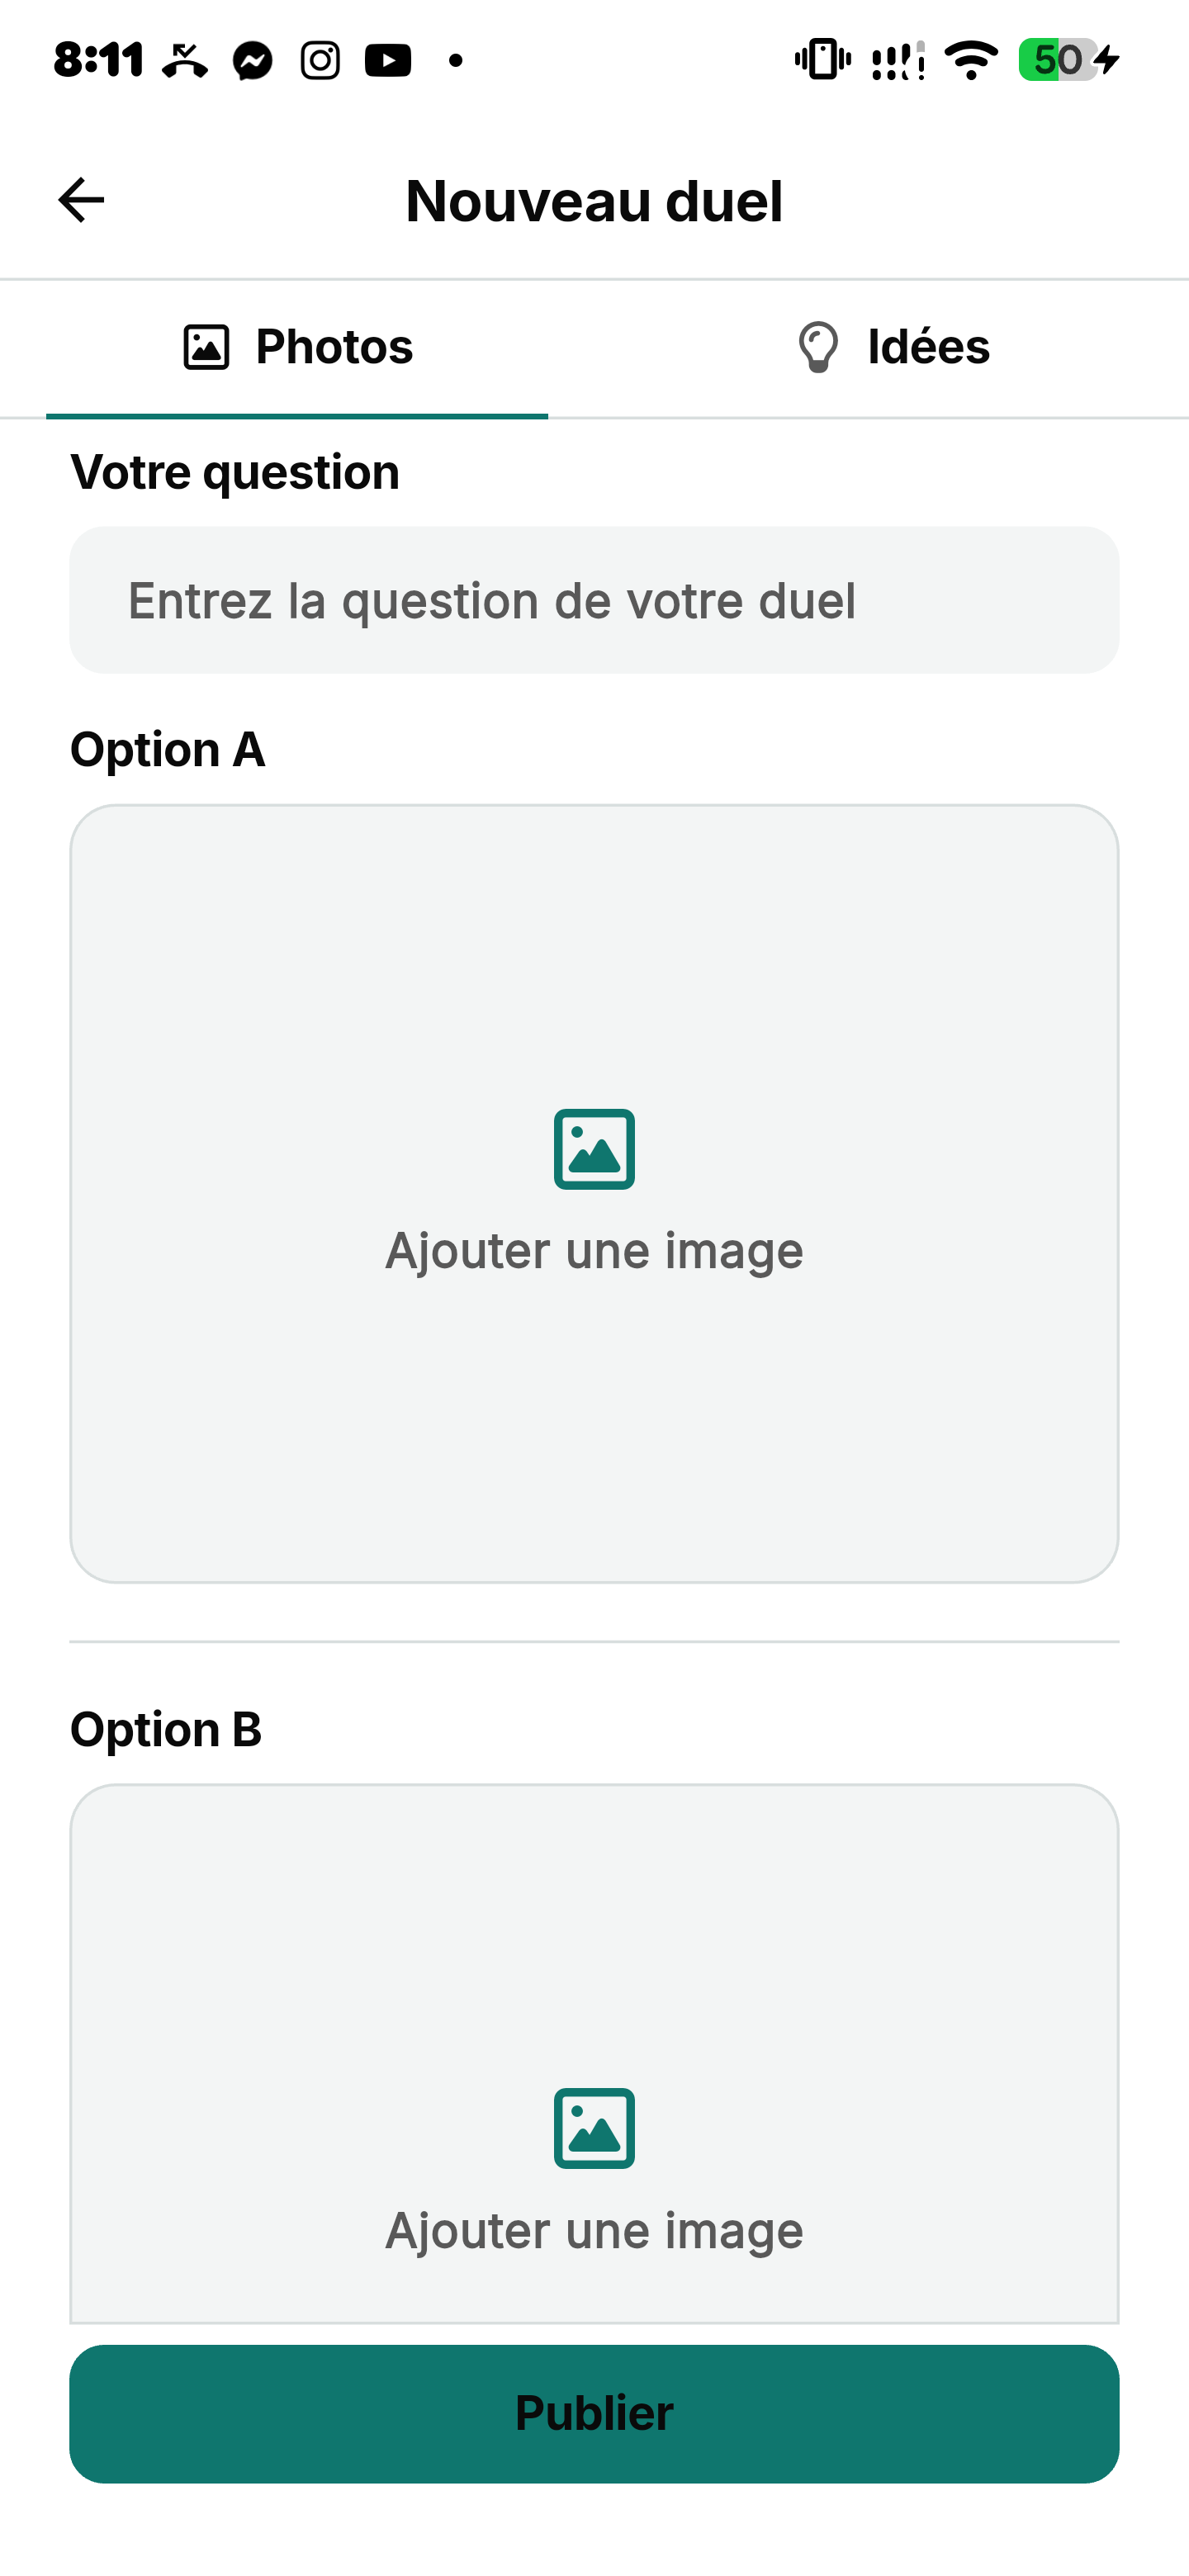 8:11
50
Nouveau duel
Photos
Idées
Votre question
Entrez la question de votre duel
Option A
Ajouter une image
Option B
Ajouter une image
Publier